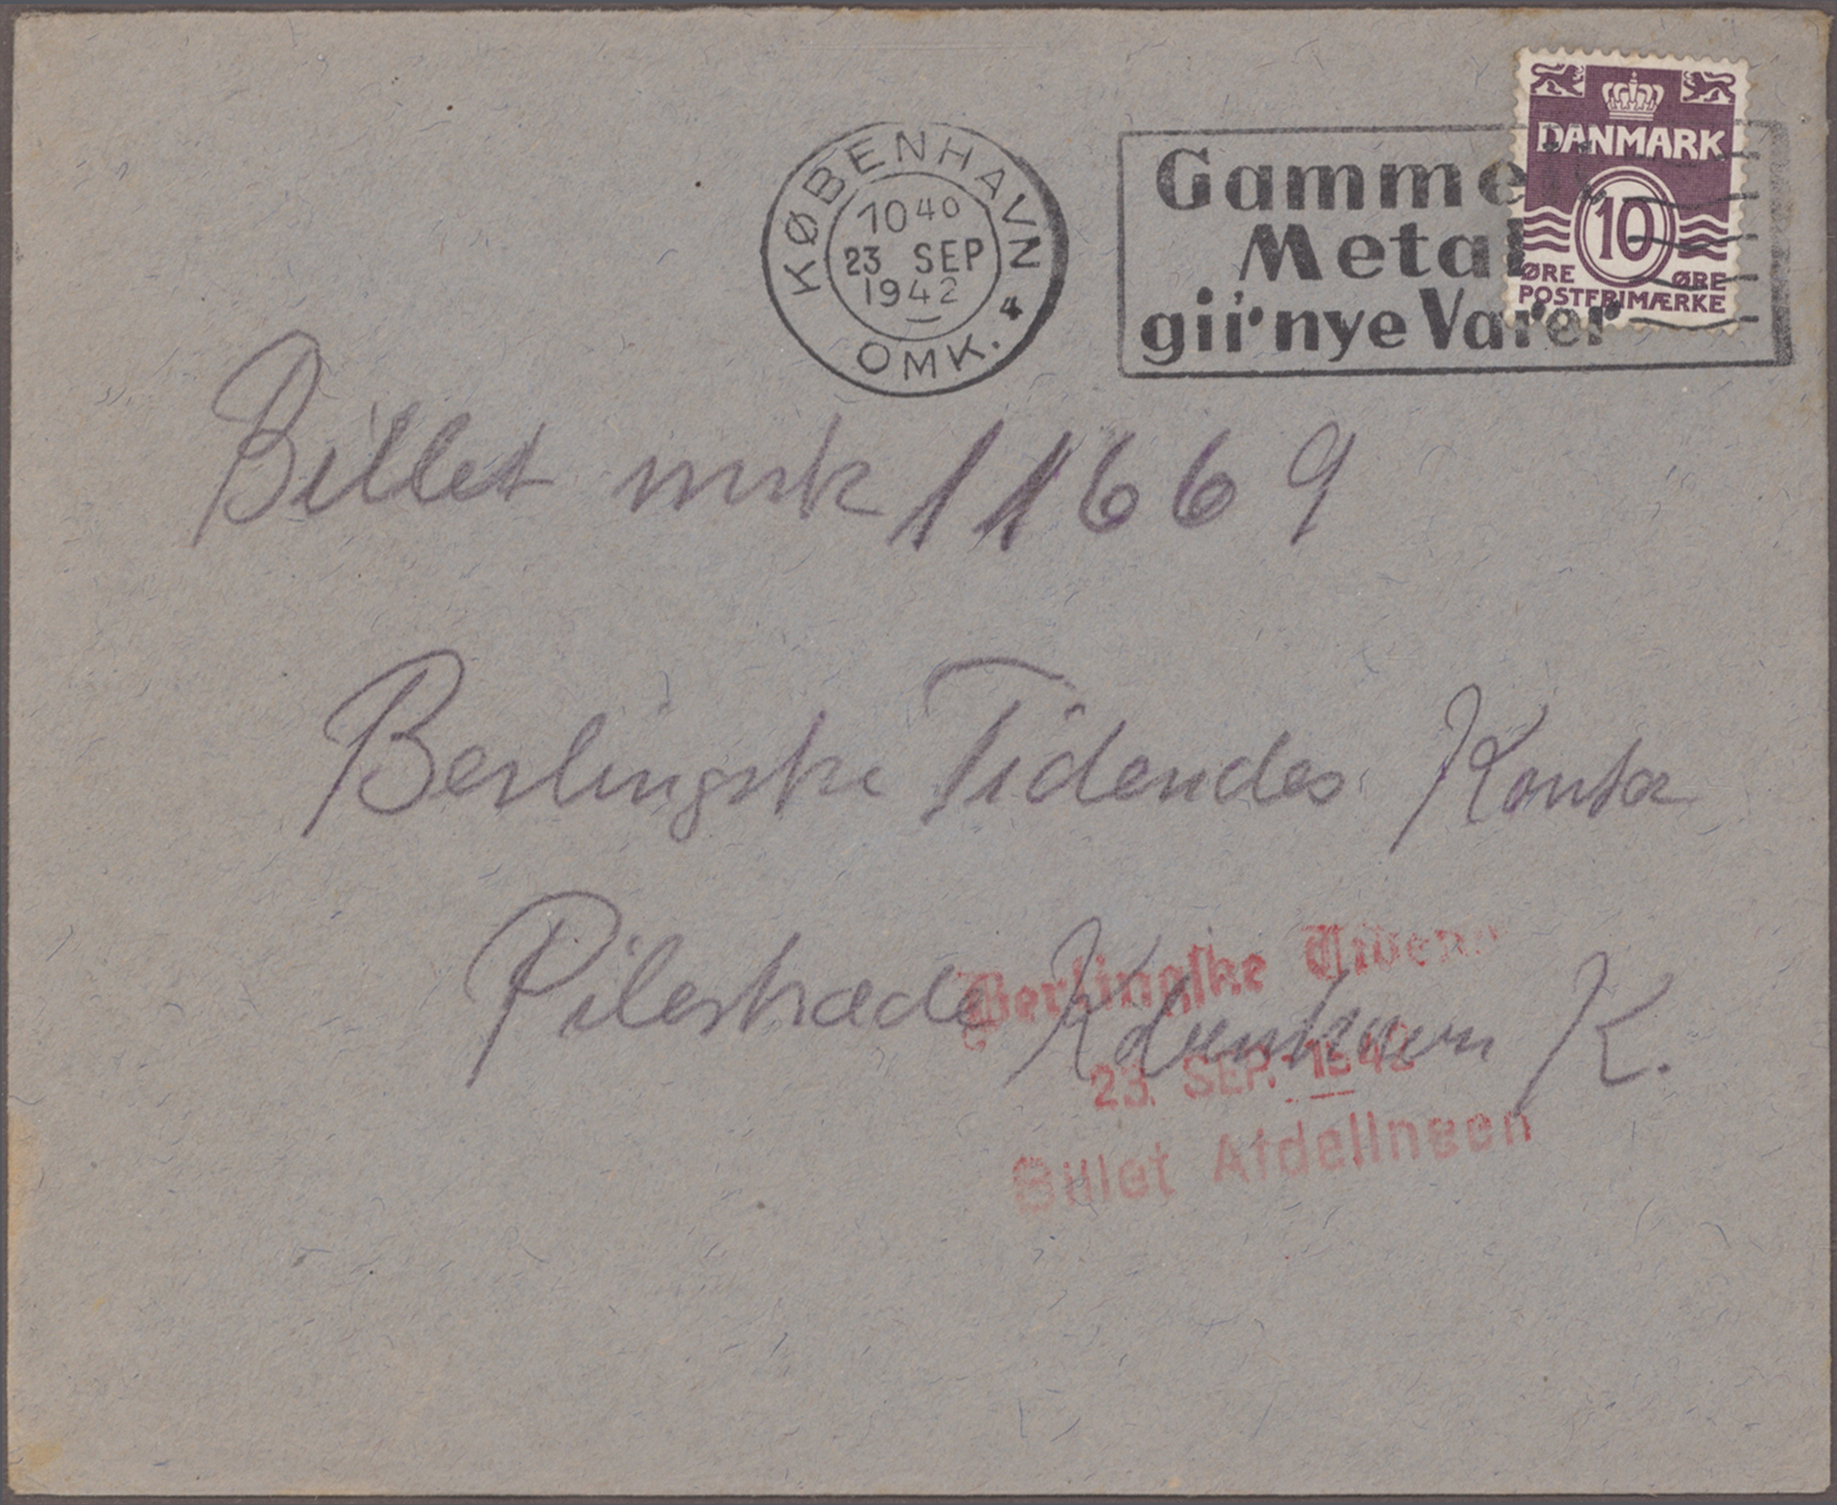 KØBENHAVN
10 40
23 SEP
1942
OMK. 4
Gammelt
Metal
gi'r nye Varer
DANMARK
10
ØRE ØRE
POSTFRIMÆRKE
Billet mrk 11669
Berlingske Tidendes Kontor
Pilestræde København K.
Berlingske Tidende
23. SEP. 1942
Billet Afdelingen